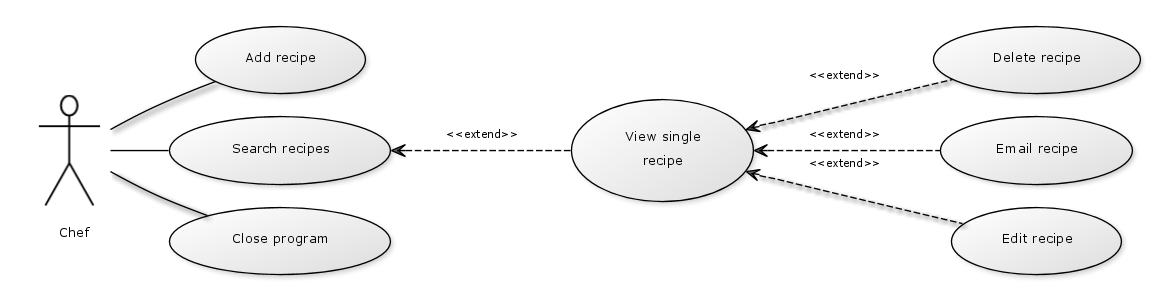 Add recipe
Delete recipe
<<extend>>
<<extend>>
View single
recipe
<<extend>>
Search recipes
Email recipe
<<extend>>
Chef
Close program
Edit recipe